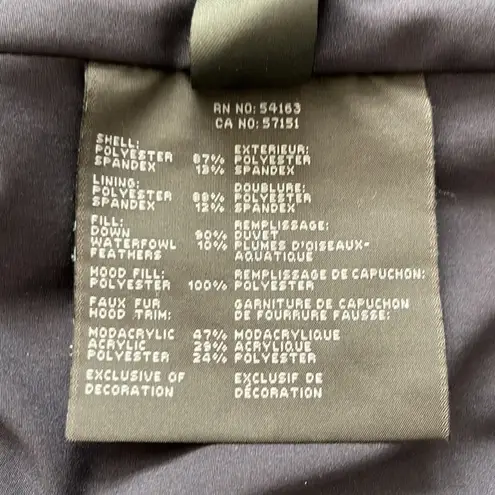 RN NO: 54163
CA NO: 57151
SHELL: EXTERIEUR:
POLYESTER 87% POLYESTER
SPANDEX 13% SPANDEX
LINING: DOUBLURE:
POLYESTER 88% POLYESTER
SPANDEX 12% SPANDEX
FILL: REMPLISSAGE:
DOWN 90% DUVET
WATERFOWL 10% PLUMES D'OISEAUX-
FEATHERS AQUATIQUE
HOOD FILL: REMPLISSAGE DE CAPUCHON:
POLYESTER 100% POLYESTER
FAUX FUR GARNITURE DE CAPUCHON
HOOD TRIM: DE FOURRURE FAUSSE:
MODACRYLIC 47% MODACRYLIQUE
ACRYLIC 29% ACRYLIQUE
POLYESTER 24% POLYESTER
EXCLUSIVE OF EXCLUSIF DE
DECORATION DÉCORATION